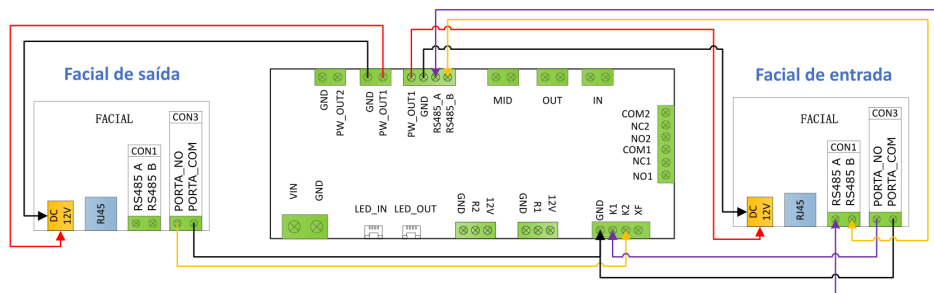 Facial de saída
FACIAL
CON3
CON1
RS485 A
RS485 B
PORTA_NO
PORTA_COM
DC
12V
RJ45
GND
PW_OUT2
GND
PW_OUT1
PW_OUT1
GND
RS485_A
RS485_B
MID
OUT
IN
COM2
NC2
NO2
COM1
NC1
NO1
VIN
GND
LED_IN
LED_OUT
GND
R2
12V
GND
R1
12V
GND
K1
K2
XF
Facial de entrada
FACIAL
CON3
CON1
RS485 A
RS485 B
PORTA_NO
PORTA_COM
DC
12V
RJ45